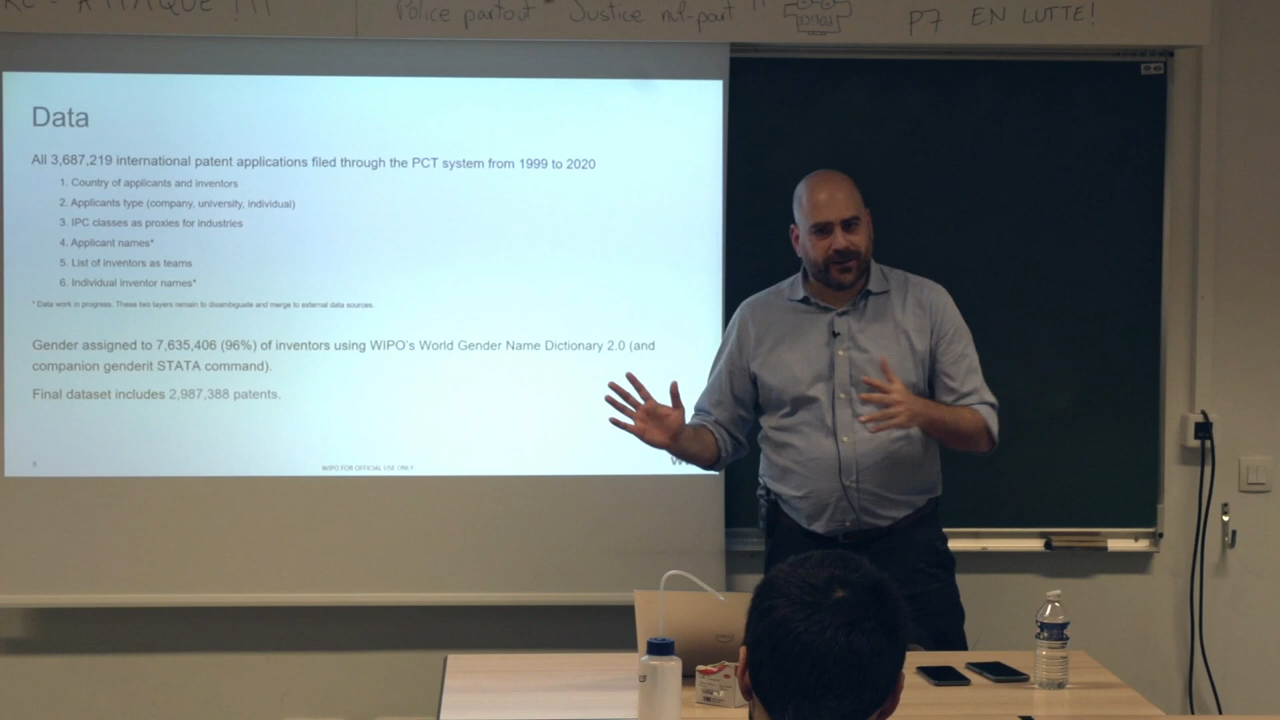 ATTAQUE !!!
Police partout Justice nul-part !!
POLICE
P7 EN LUTTE!
Data
All 3,687,219 international patent applications filed through the PCT system from 1999 to 2020
1. Country of applicants and inventors
2. Applicants type (company, university, individual)
3. IPC classes as proxies for industries
4. Applicant names*
5. List of inventors as teams
6. Individual inventor names*
* Data work in progress. These two layers remain to disambiguate and merge to external data sources.
Gender assigned to 7,635,406 (96%) of inventors using WIPO's World Gender Name Dictionary 2.0 (and
companion genderit STATA command).
Final dataset includes 2,987,388 patents.
WIPO FOR OFFICIAL USE ONLY